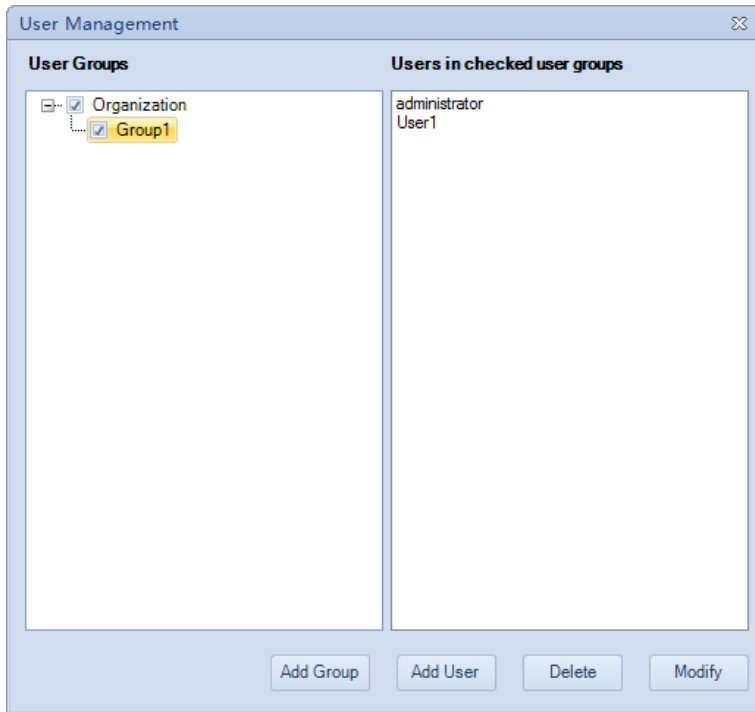 User Management
User Groups
Users in checked user groups
Organization
Group1
administrator
User1
Add Group
Add User
Delete
Modify